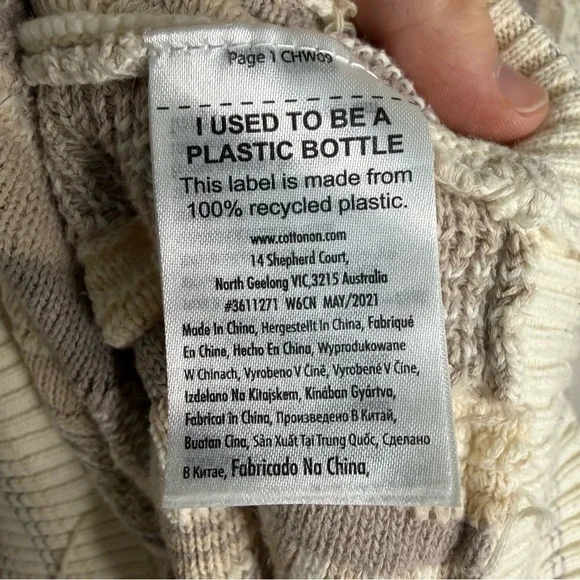 Page 1 CHW09
I USED TO BE A
PLASTIC BOTTLE
This label is made from
100% recycled plastic.
www.cottonon.com
14 Shepherd Court,
North Geelong VIC,3215 Australia
#3611271 W6CN MAY/2021
Made In China, Hergestellt In China, Fabriqué
En Chine, Hecho En China, Wyprodukowane
W Chinach, Vyrobeno V Číně, Vyrobené V Číne,
Izdelano Na Kitajskem, Kínában Gyártva,
Fabricat în China, Произведено В Китай,
Buatan Cina, Sản Xuất Tại Trung Quốc, Сделано
В Китае, Fabricado Na China,